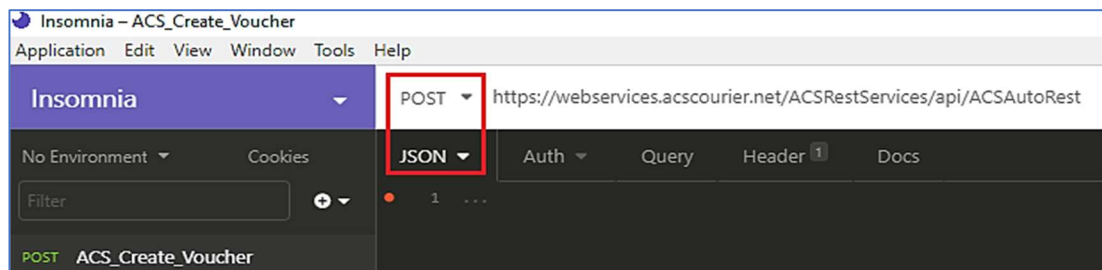 Insomnia – ACS_Create_Voucher
Application Edit View Window Tools Help
Insomnia
POST https://webservices.acscourier.net/ACSRestServices/api/ACSAutoRest
No Environment Cookies
JSON Auth Query Header 1 Docs
Filter
1 ...
POST ACS_Create_Voucher